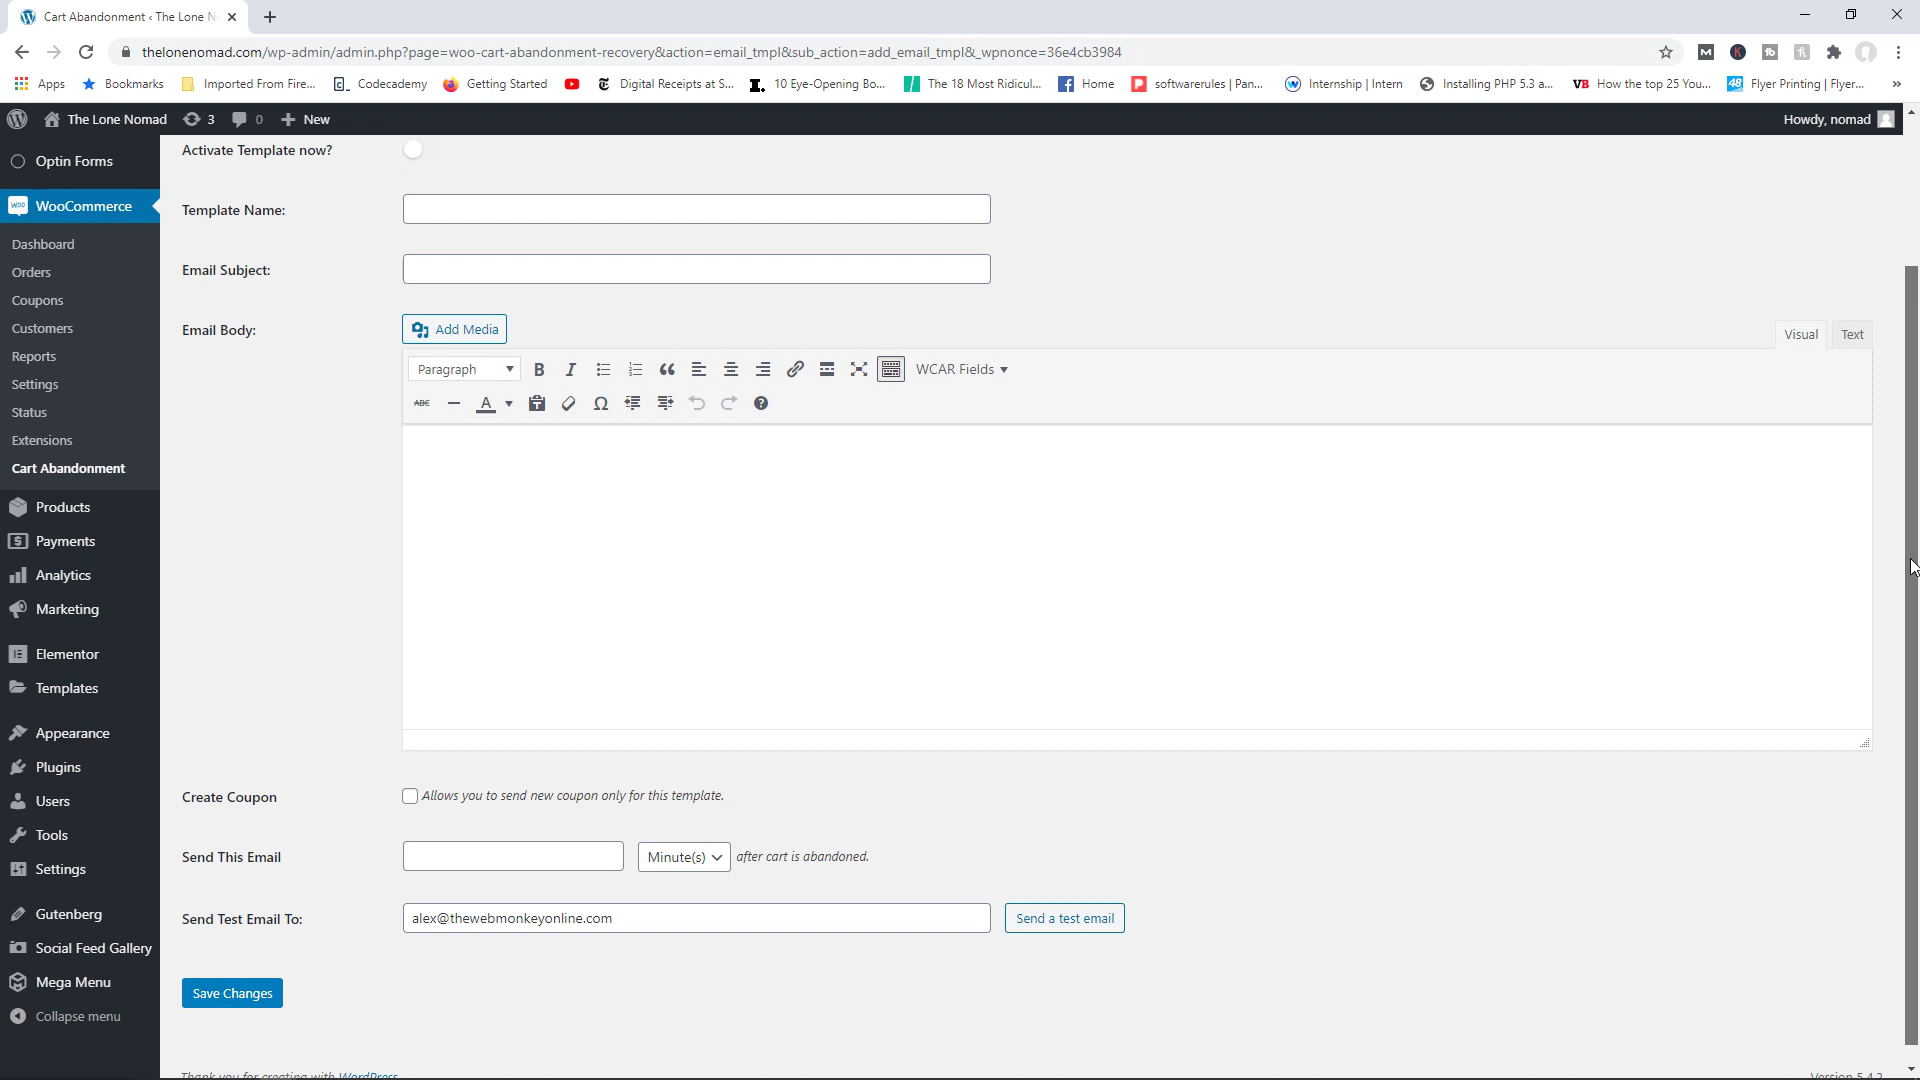 Cart Abandonment ‹ The Lone N
thelonenomad.com/wp-admin/admin.php?page=woo-cart-abandonment-recovery&action=email_tmpl&sub_action=add_email_tmpl&_wpnonce=36e4cb3984
Apps Bookmarks Imported From Fire... Codecademy Getting Started Digital Receipts at S... 10 Eye-Opening Bo... The 18 Most Ridicul... Home softwarerules | Pan... Internship | Intern Installing PHP 5.3 a... VB How the top 25 You... Flyer Printing | Flyer... »
The Lone Nomad 3 0 New Howdy, nomad
Optin Forms
WooCommerce
Dashboard
Orders
Coupons
Customers
Reports
Settings
Status
Extensions
Cart Abandonment
Products
Payments
Analytics
Marketing
Elementor
Templates
Appearance
Plugins
Users
Tools
Settings
Gutenberg
Social Feed Gallery
Mega Menu
Collapse menu
Activate Template now?
Template Name:
Email Subject:
Email Body:
Add Media
Visual Text
Paragraph B I WCAR Fields
ABC A Ω
Create Coupon
Allows you to send new coupon only for this template.
Send This Email
Minute(s) after cart is abandoned.
Send Test Email To:
alex@thewebmonkeyonline.com
Send a test email
Save Changes
Thank you for creating with WordPress
Version 5.4.2